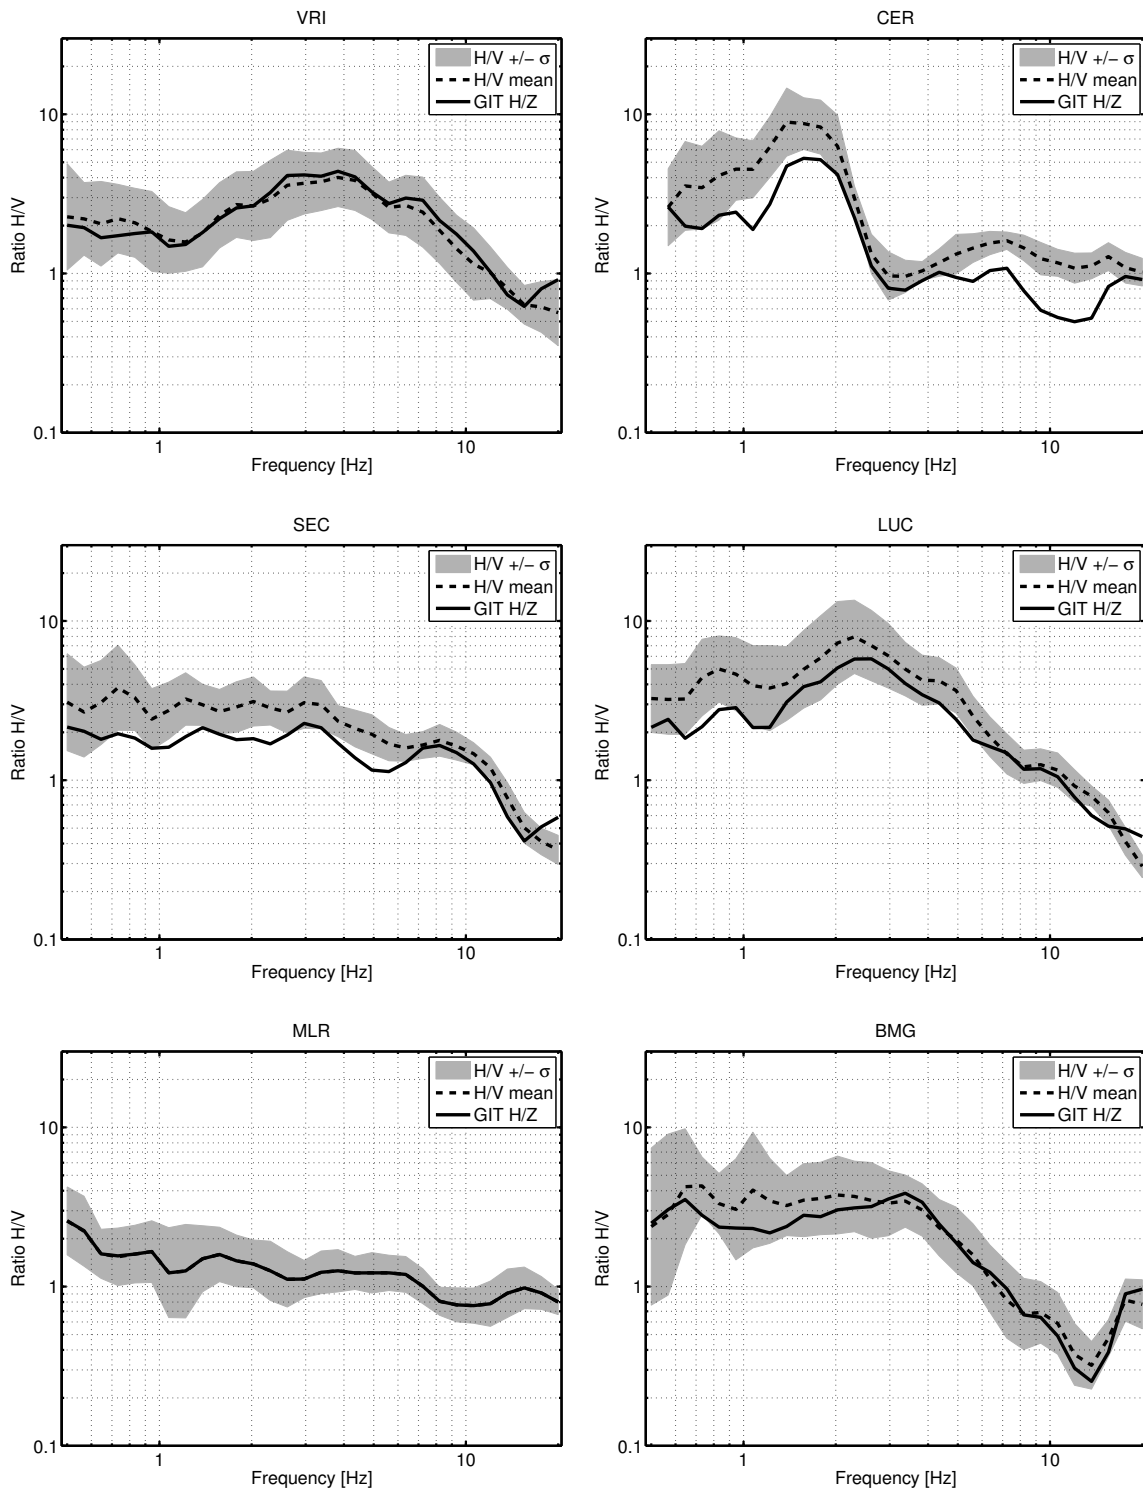 VRI
H/V +/− σ
H/V mean
GIT H/Z
10
1
0.1
Ratio H/V
1
10
Frequency [Hz]
CER
H/V +/− σ
H/V mean
GIT H/Z
10
1
0.1
Ratio H/V
1
10
Frequency [Hz]
SEC
H/V +/− σ
H/V mean
GIT H/Z
10
1
0.1
Ratio H/V
1
10
Frequency [Hz]
LUC
H/V +/− σ
H/V mean
GIT H/Z
10
1
0.1
Ratio H/V
1
10
Frequency [Hz]
MLR
H/V +/− σ
H/V mean
GIT H/Z
10
1
0.1
Ratio H/V
1
10
Frequency [Hz]
BMG
H/V +/− σ
H/V mean
GIT H/Z
10
1
0.1
Ratio H/V
1
10
Frequency [Hz]